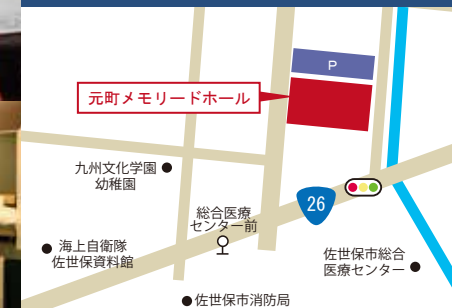 P
元町メモリードホール
九州文化学園
幼稚園
総合医療
センター前
26
海上自衛隊
佐世保資料館
佐世保市総合
医療センター
佐世保市消防局